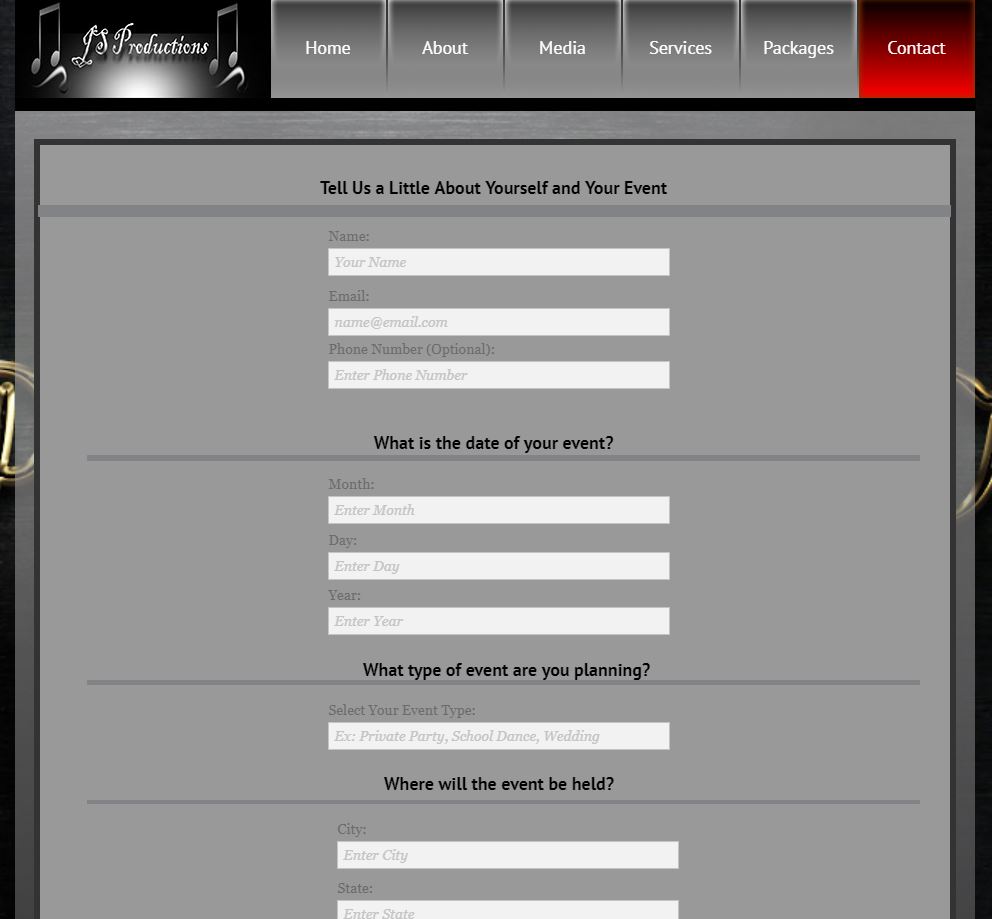 JS Productions
Home
About
Media
Services
Packages
Contact
Tell Us a Little About Yourself and Your Event
Name:
Your Name
Email:
name@email.com
Phone Number (Optional):
Enter Phone Number
What is the date of your event?
Month:
Enter Month
Day:
Enter Day
Year:
Enter Year
What type of event are you planning?
Select Your Event Type:
Ex: Private Party, School Dance, Wedding
Where will the event be held?
City:
Enter City
State:
Enter State